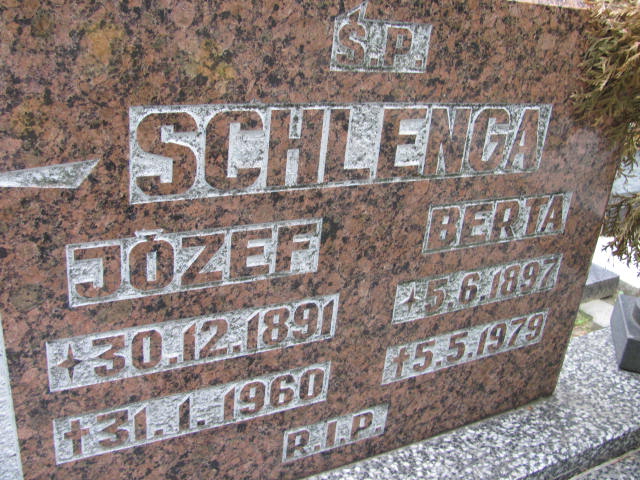 Ś.P.
SCHLENGA
JÓZEF
BERTA
30.12.1891
5.6.1897
†31.1.1960
†5.5.1979
R.I.P.